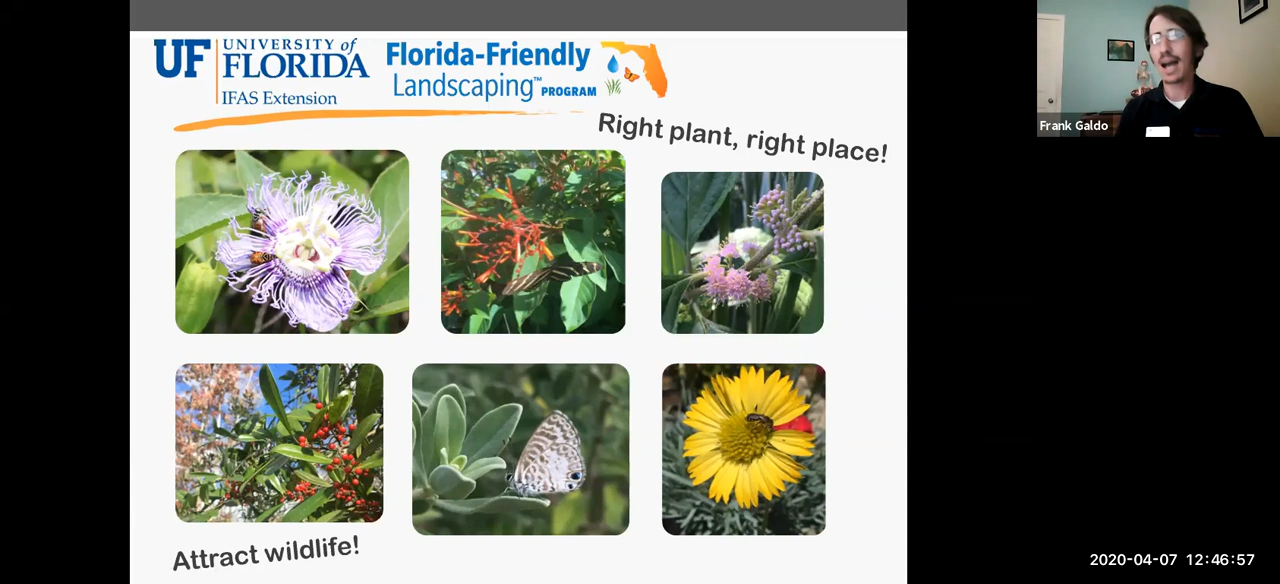 UF UNIVERSITY of
FLORIDA
IFAS Extension
Florida-Friendly
Landscaping™ PROGRAM
Right plant, right place!
Frank Galdo
Attract wildlife!
2020-04-07 12:46:57